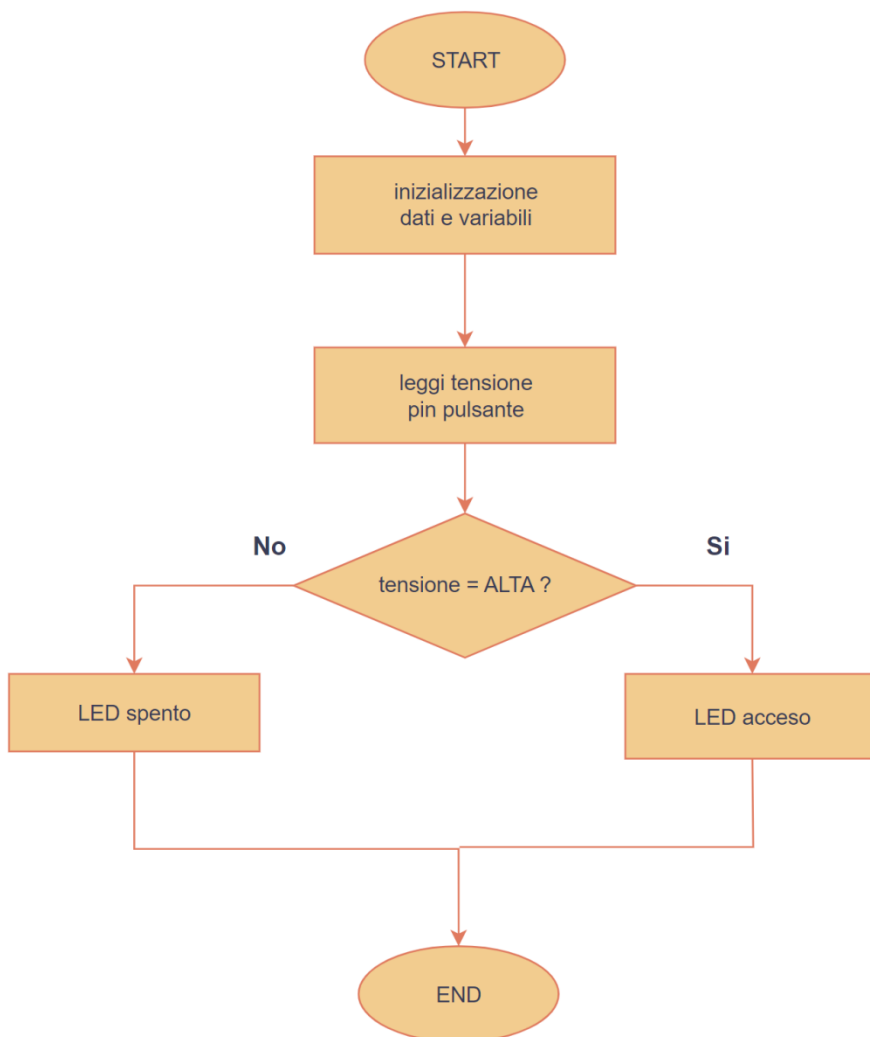 START
inizializzazione
dati e variabili
leggi tensione
pin pulsante
No
Si
tensione = ALTA ?
LED spento
LED acceso
END